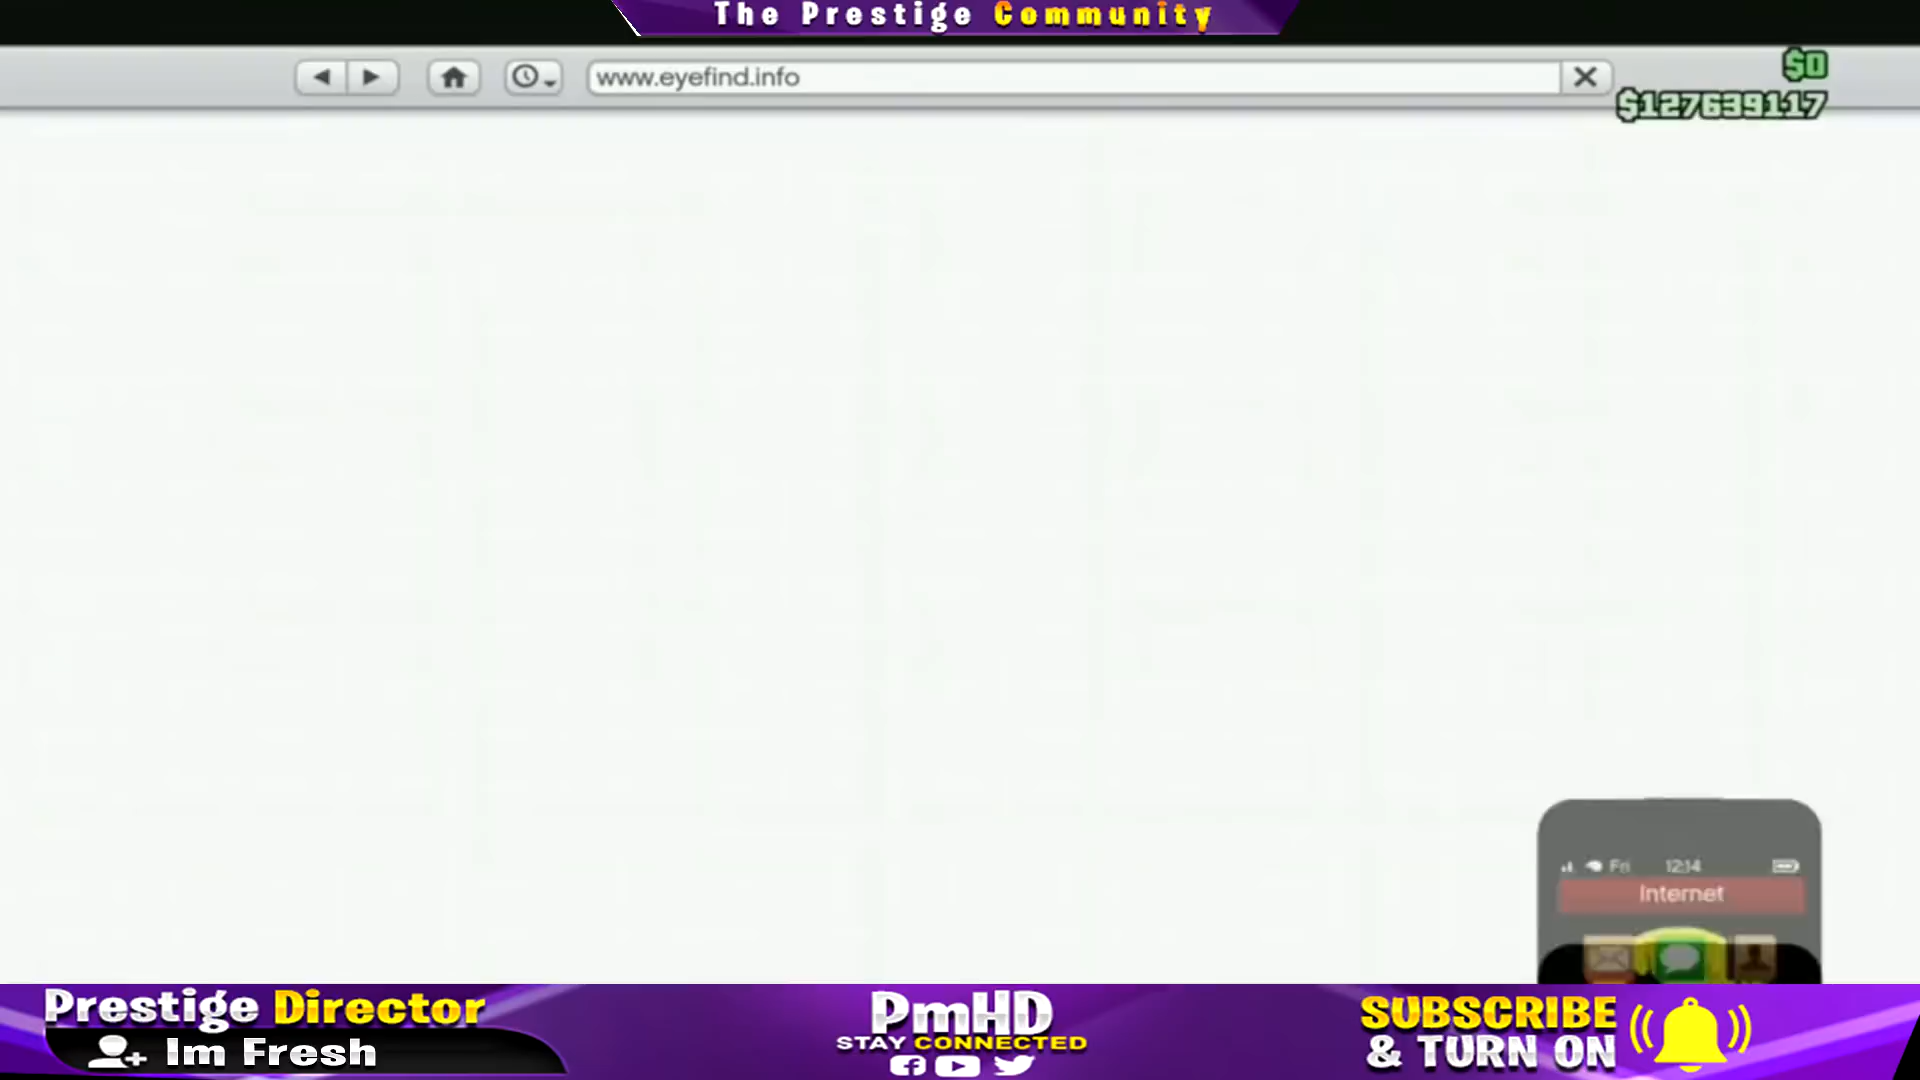 The Prestige Community
www.eyefind.info
$0
$127639117
Fri 12:14
Internet
Prestige Director
Im Fresh
PmHD
STAY CONNECTED
SUBSCRIBE
& TURN ON